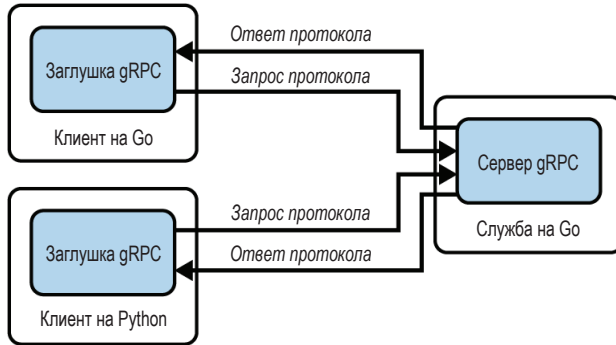 Ответ протокола
Заглушка gRPC
Запрос протокола
Клиент на Go
Сервер gRPC
Служба на Go
Запрос протокола
Заглушка gRPC
Ответ протокола
Клиент на Python